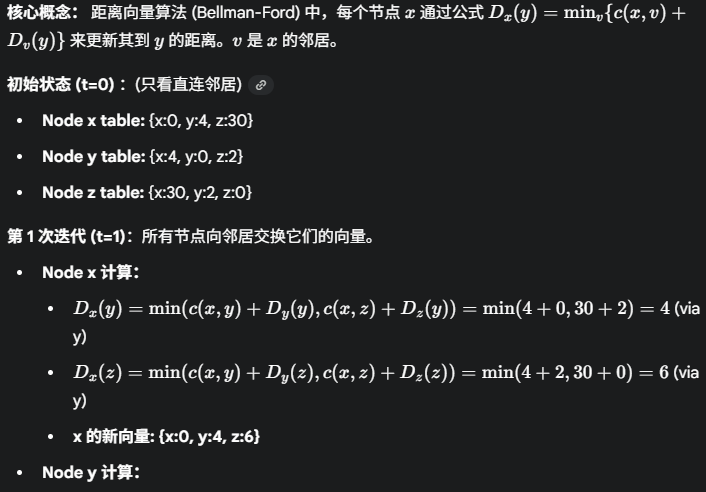 核心概念： 距离向量算法 (Bellman-Ford) 中，每个节点 x 通过公式 Dₓ(y) = minᵥ{c(x, v) +
Dᵥ(y)} 来更新其到 y 的距离。v 是 x 的邻居。
初始状态 (t=0) ：(只看直连邻居)
• Node x table: {x:0, y:4, z:30}
• Node y table: {x:4, y:0, z:2}
• Node z table: {x:30, y:2, z:0}
第 1 次迭代 (t=1)： 所有节点向邻居交换它们的向量。
• Node x 计算：
• Dₓ(y) = min(c(x, y) + D_y(y), c(x, z) + D_z(y)) = min(4 + 0, 30 + 2) = 4 (via
y)
• Dₓ(z) = min(c(x, y) + D_y(z), c(x, z) + D_z(z)) = min(4 + 2, 30 + 0) = 6 (via
y)
• x 的新向量: {x:0, y:4, z:6}
• Node y 计算：